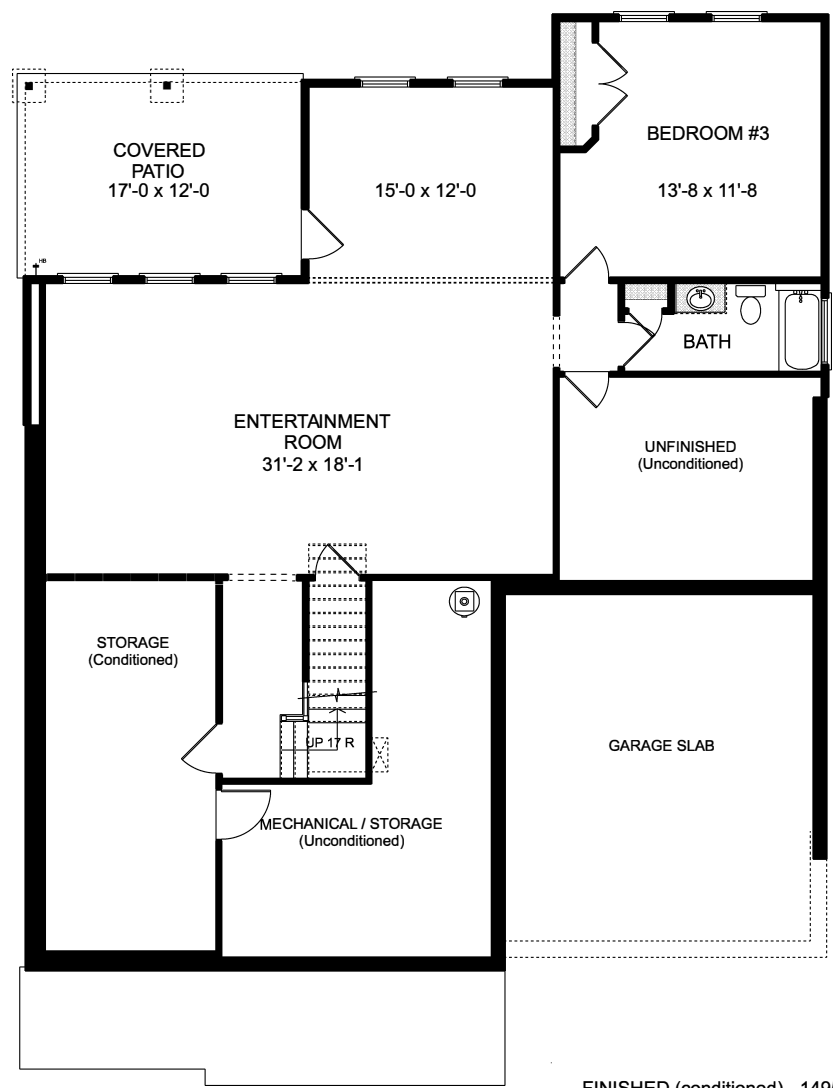 COVERED
PATIO
17'-0 x 12'-0
15'-0 x 12'-0
BEDROOM #3
13'-8 x 11'-8
HB
BATH
ENTERTAINMENT
ROOM
31'-2 x 18'-1
UNFINISHED
(Unconditioned)
STORAGE
(Conditioned)
UP 17 R
GARAGE SLAB
MECHANICAL / STORAGE
(Unconditioned)
FINISHED (conditioned)